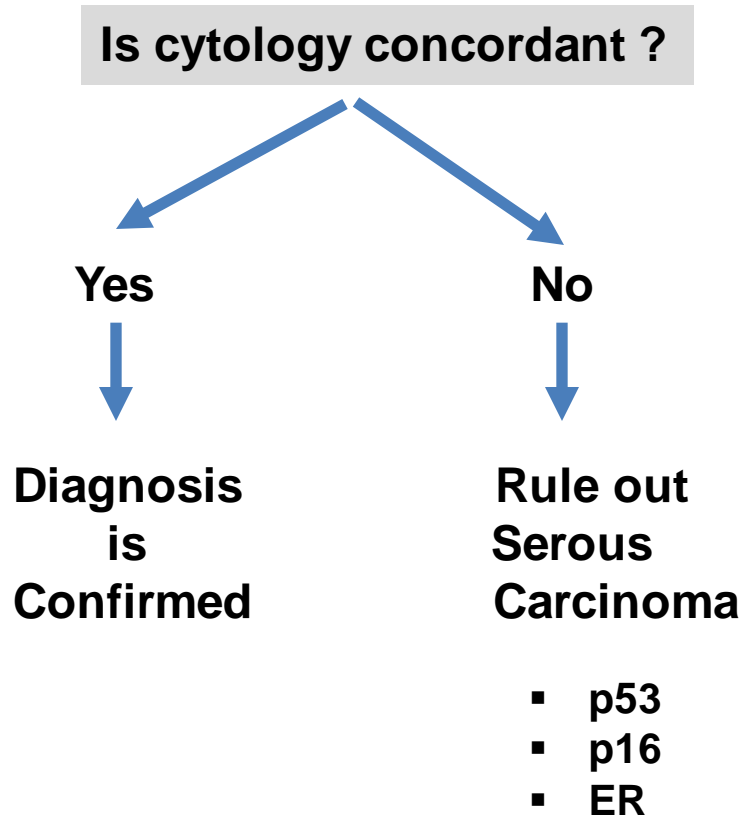 Is cytology concordant ?
Yes
No
Diagnosis
is
Confirmed
Rule out
Serous
Carcinoma
▪ p53
▪ p16
▪ ER